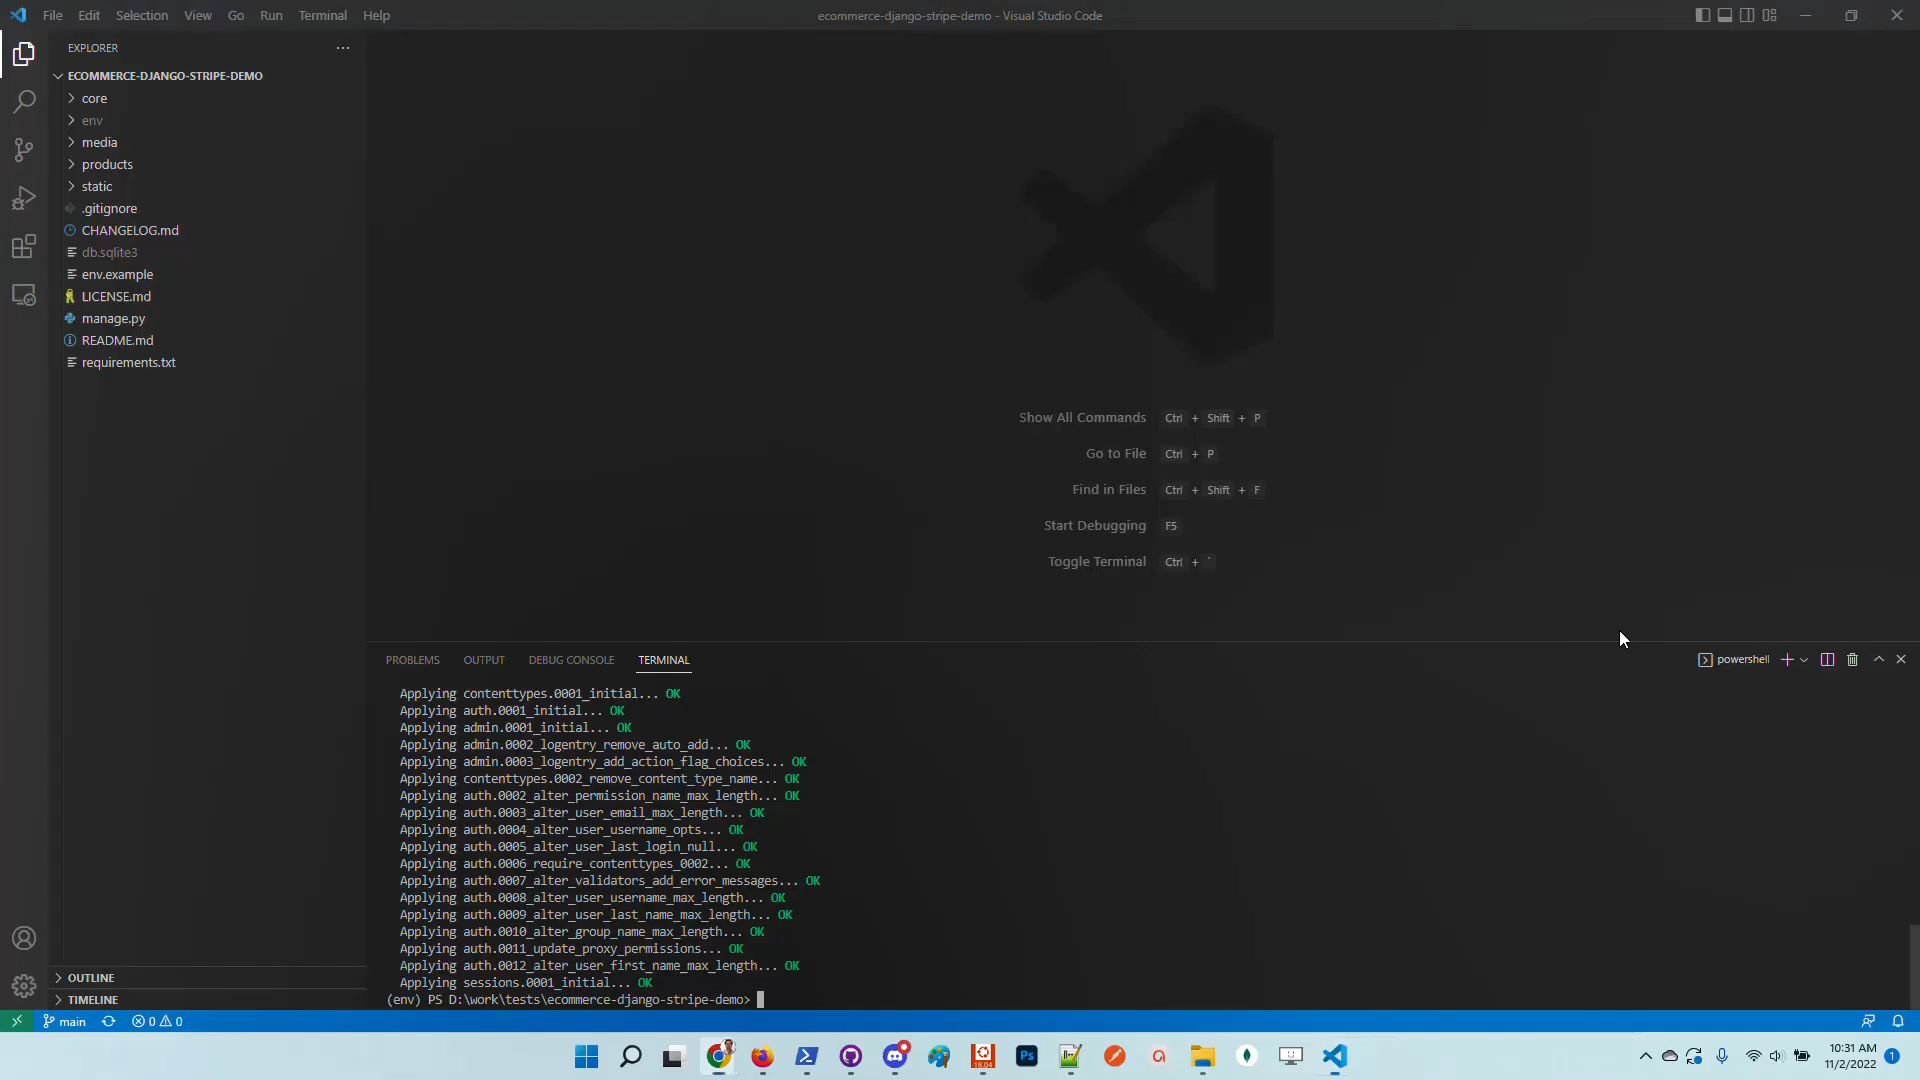 File Edit Selection View Go Run Terminal Help
ecommerce-django-stripe-demo - Visual Studio Code
EXPLORER
ECOMMERCE-DJANGO-STRIPE-DEMO
core
env
media
products
static
.gitignore
CHANGELOG.md
db.sqlite3
env.example
LICENSE.md
manage.py
README.md
requirements.txt
Show All Commands Ctrl + Shift + P
Go to File Ctrl + P
Find in Files Ctrl + Shift + F
Start Debugging F5
Toggle Terminal Ctrl + `
PROBLEMS OUTPUT DEBUG CONSOLE TERMINAL
powershell
Applying contenttypes.0001_initial... OK
Applying auth.0001_initial... OK
Applying admin.0001_initial... OK
Applying admin.0002_logentry_remove_auto_add... OK
Applying admin.0003_logentry_add_action_flag_choices... OK
Applying contenttypes.0002_remove_content_type_name... OK
Applying auth.0002_alter_permission_name_max_length... OK
Applying auth.0003_alter_user_email_max_length... OK
Applying auth.0004_alter_user_username_opts... OK
Applying auth.0005_alter_user_last_login_null... OK
Applying auth.0006_require_contenttypes_0002... OK
Applying auth.0007_alter_validators_add_error_messages... OK
Applying auth.0008_alter_user_username_max_length... OK
Applying auth.0009_alter_user_last_name_max_length... OK
Applying auth.0010_alter_group_name_max_length... OK
Applying auth.0011_update_proxy_permissions... OK
Applying auth.0012_alter_user_first_name_max_length... OK
Applying sessions.0001_initial... OK
(env) PS D:\work\tests\ecommerce-django-stripe-demo>
OUTLINE
TIMELINE
main 0 0
18.04
Ps
10:31 AM
11/2/2022
1